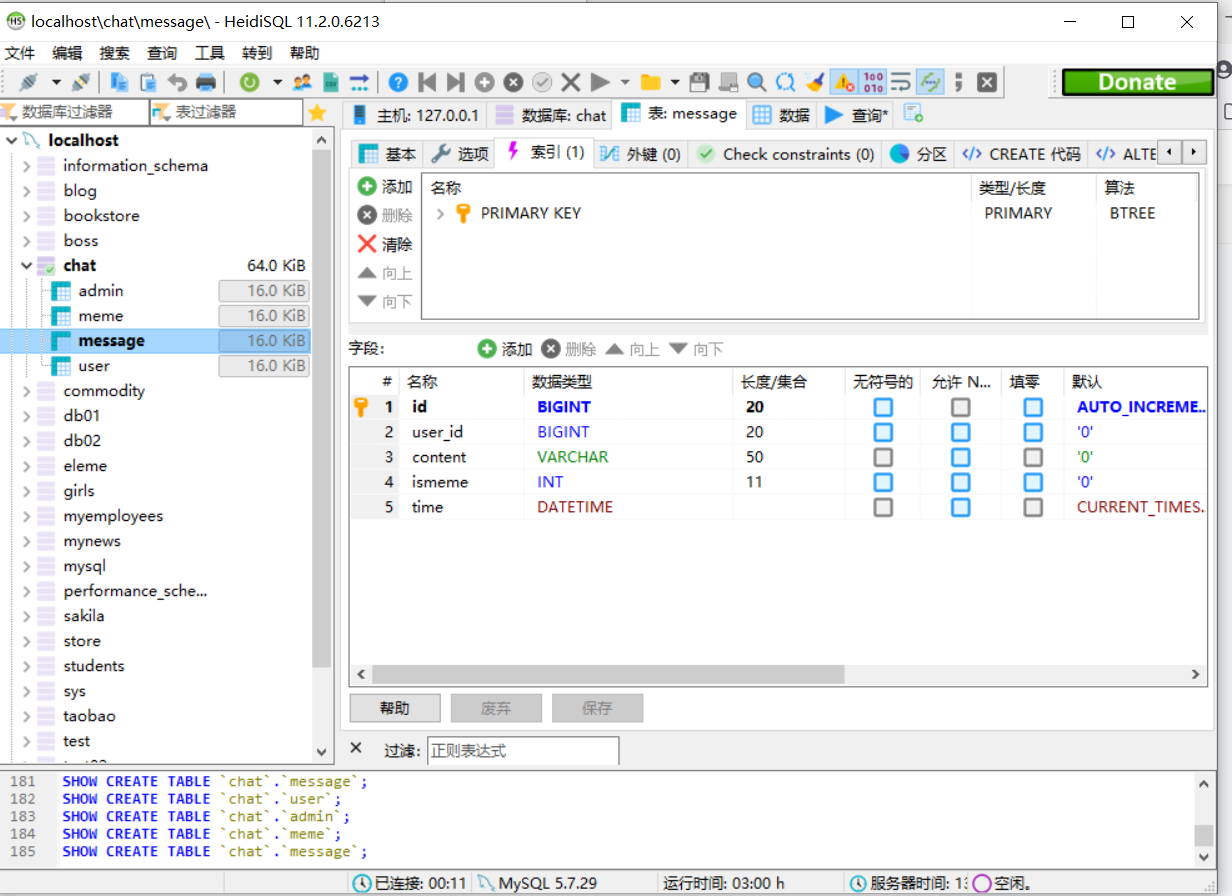 localhost\chat\message\ - HeidiSQL 11.2.0.6213
文件 编辑 搜索 查询 工具 转到 帮助
Donate
数据库过滤器 表过滤器
主机: 127.0.0.1 数据库: chat 表: message 数据 查询*
localhost
information_schema
blog
bookstore
boss
chat 64.0 KiB
admin 16.0 KiB
meme 16.0 KiB
message 16.0 KiB
user 16.0 KiB
commodity
db01
db02
eleme
girls
myemployees
mynews
mysql
performance_sche...
sakila
store
students
sys
taobao
test
基本 选项 索引 (1) 外键 (0) Check constraints (0) 分区 CREATE 代码 ALTE
添加
删除
清除
向上
向下
名称 类型/长度 算法
PRIMARY KEY PRIMARY BTREE
字段: 添加 删除 向上 向下
# 名称 数据类型 长度/集合 无符号的 允许 N... 填零 默认
1 id BIGINT 20 AUTO_INCREME...
2 user_id BIGINT 20 '0'
3 content VARCHAR 50 '0'
4 ismeme INT 11 '0'
5 time DATETIME CURRENT_TIMES...
帮助 废弃 保存
过滤: 正则表达式
181 SHOW CREATE TABLE `chat`.`message`;
182 SHOW CREATE TABLE `chat`.`user`;
183 SHOW CREATE TABLE `chat`.`admin`;
184 SHOW CREATE TABLE `chat`.`meme`;
185 SHOW CREATE TABLE `chat`.`message`;
已连接: 00:11 MySQL 5.7.29 运行时间: 03:00 h 服务器时间: 空闲。